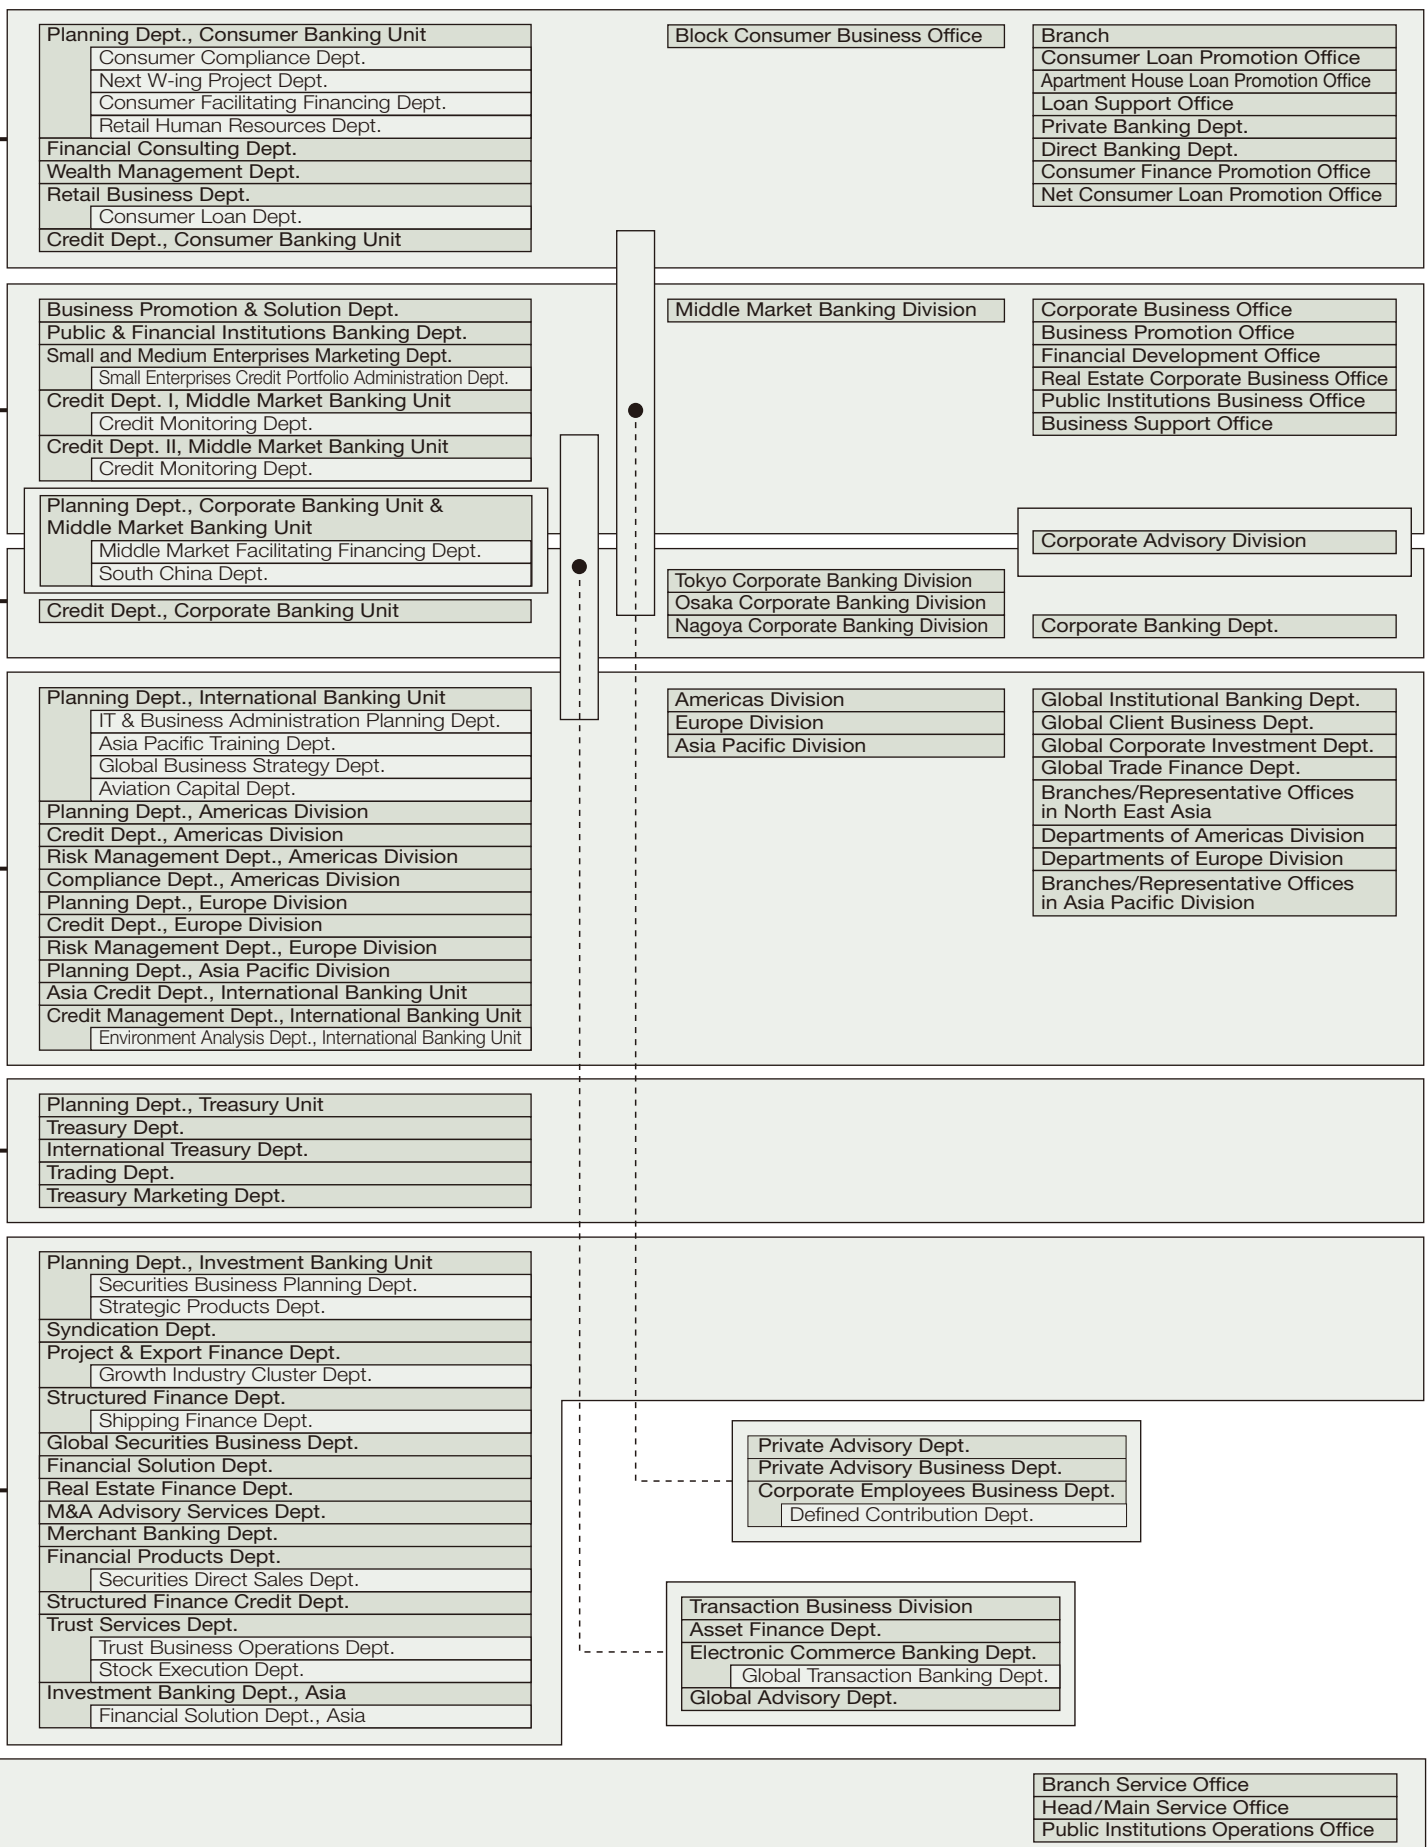 Planning Dept., Consumer Banking Unit
Consumer Compliance Dept.
Next W-ing Project Dept.
Consumer Facilitating Financing Dept.
Retail Human Resources Dept.
Financial Consulting Dept.
Wealth Management Dept.
Retail Business Dept.
Consumer Loan Dept.
Credit Dept., Consumer Banking Unit
Block Consumer Business Office
Branch
Consumer Loan Promotion Office
Apartment House Loan Promotion Office
Loan Support Office
Private Banking Dept.
Direct Banking Dept.
Consumer Finance Promotion Office
Net Consumer Loan Promotion Office
Business Promotion & Solution Dept.
Public & Financial Institutions Banking Dept.
Small and Medium Enterprises Marketing Dept.
Small Enterprises Credit Portfolio Administration Dept.
Credit Dept. I, Middle Market Banking Unit
Credit Monitoring Dept.
Credit Dept. II, Middle Market Banking Unit
Credit Monitoring Dept.
Middle Market Banking Division
Corporate Business Office
Business Promotion Office
Financial Development Office
Real Estate Corporate Business Office
Public Institutions Business Office
Business Support Office
Planning Dept., Corporate Banking Unit &
Middle Market Banking Unit
Middle Market Facilitating Financing Dept.
South China Dept.
Corporate Advisory Division
Credit Dept., Corporate Banking Unit
Tokyo Corporate Banking Division
Osaka Corporate Banking Division
Nagoya Corporate Banking Division
Corporate Banking Dept.
Planning Dept., International Banking Unit
IT & Business Administration Planning Dept.
Asia Pacific Training Dept.
Global Business Strategy Dept.
Aviation Capital Dept.
Planning Dept., Americas Division
Credit Dept., Americas Division
Risk Management Dept., Americas Division
Compliance Dept., Americas Division
Planning Dept., Europe Division
Credit Dept., Europe Division
Risk Management Dept., Europe Division
Planning Dept., Asia Pacific Division
Asia Credit Dept., International Banking Unit
Credit Management Dept., International Banking Unit
Environment Analysis Dept., International Banking Unit
Americas Division
Europe Division
Asia Pacific Division
Global Institutional Banking Dept.
Global Client Business Dept.
Global Corporate Investment Dept.
Global Trade Finance Dept.
Branches/Representative Offices
in North East Asia
Departments of Americas Division
Departments of Europe Division
Branches/Representative Offices
in Asia Pacific Division
Planning Dept., Treasury Unit
Treasury Dept.
International Treasury Dept.
Trading Dept.
Treasury Marketing Dept.
Planning Dept., Investment Banking Unit
Securities Business Planning Dept.
Strategic Products Dept.
Syndication Dept.
Project & Export Finance Dept.
Growth Industry Cluster Dept.
Structured Finance Dept.
Shipping Finance Dept.
Global Securities Business Dept.
Financial Solution Dept.
Real Estate Finance Dept.
M&A Advisory Services Dept.
Merchant Banking Dept.
Financial Products Dept.
Securities Direct Sales Dept.
Structured Finance Credit Dept.
Trust Services Dept.
Trust Business Operations Dept.
Stock Execution Dept.
Investment Banking Dept., Asia
Financial Solution Dept., Asia
Private Advisory Dept.
Private Advisory Business Dept.
Corporate Employees Business Dept.
Defined Contribution Dept.
Transaction Business Division
Asset Finance Dept.
Electronic Commerce Banking Dept.
Global Transaction Banking Dept.
Global Advisory Dept.
Branch Service Office
Head/Main Service Office
Public Institutions Operations Office